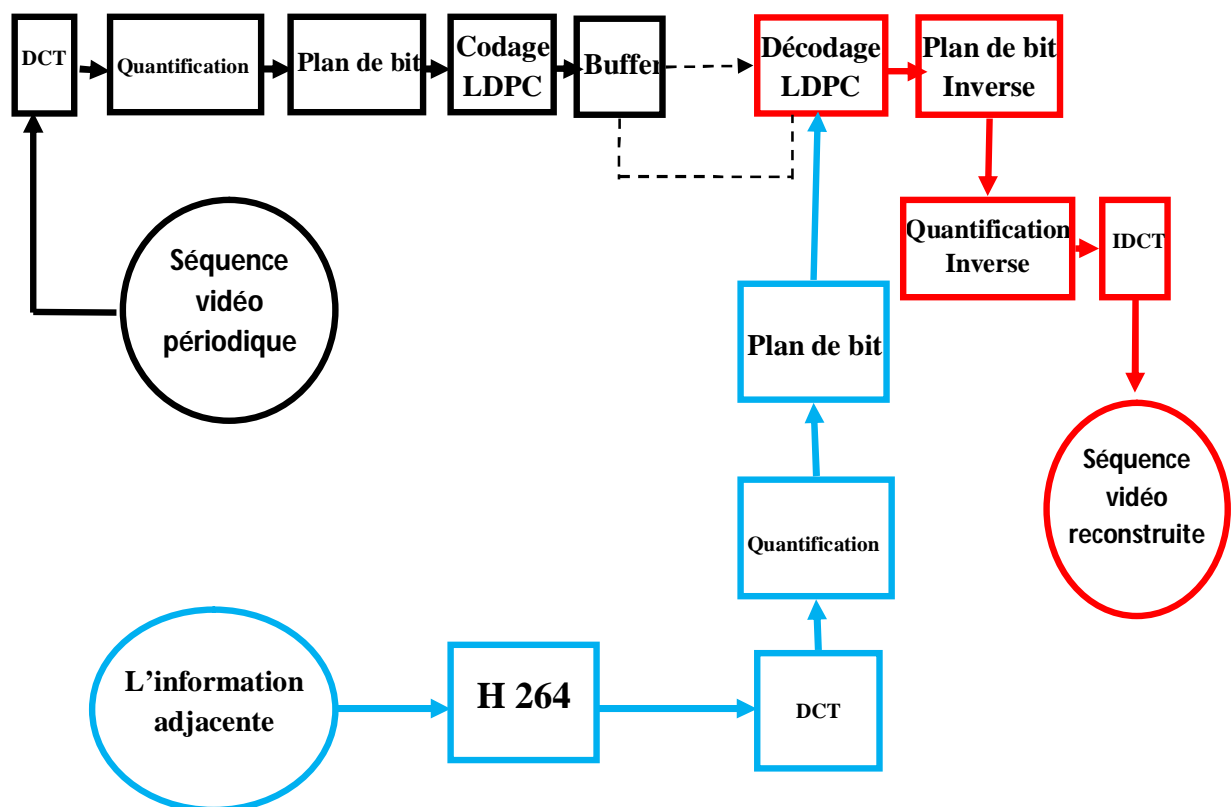 DCT
Quantification
Plan de bit
Codage
LDPC
Buffer
Décodage
LDPC
Plan de bit
Inverse
Séquence
vidéo
périodique
Quantification
Inverse
IDCT
Plan de bit
Séquence
vidéo
reconstruite
Quantification
L’information
adjacente
H 264
DCT